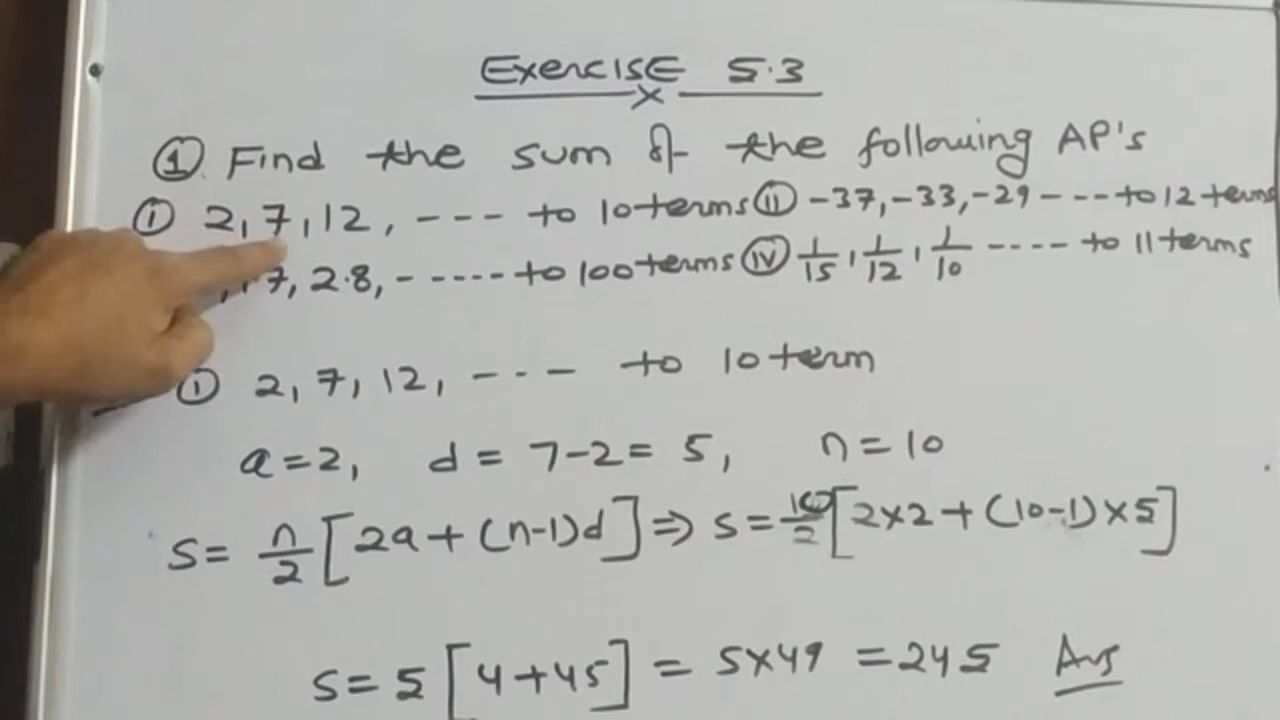 Exercise 5.3
① Find the sum of the following AP's
① 2, 7, 12, ---- to 10 terms ⑪ -37, -33, -29 ---- to 12 terms
7, 2.8, ------ to 100 terms ⓘⓥ 1/15, 1/12, 1/10 ---- to 11 terms
① 2, 7, 12, --- to 10 term
a = 2, d = 7-2 = 5, n = 10
S = n/2 [2a + (n-1)d] ⇒ S = 10/2 [2×2 + (10-1)×5]
S = 5 [4+45] = 5×49 = 245 Ans